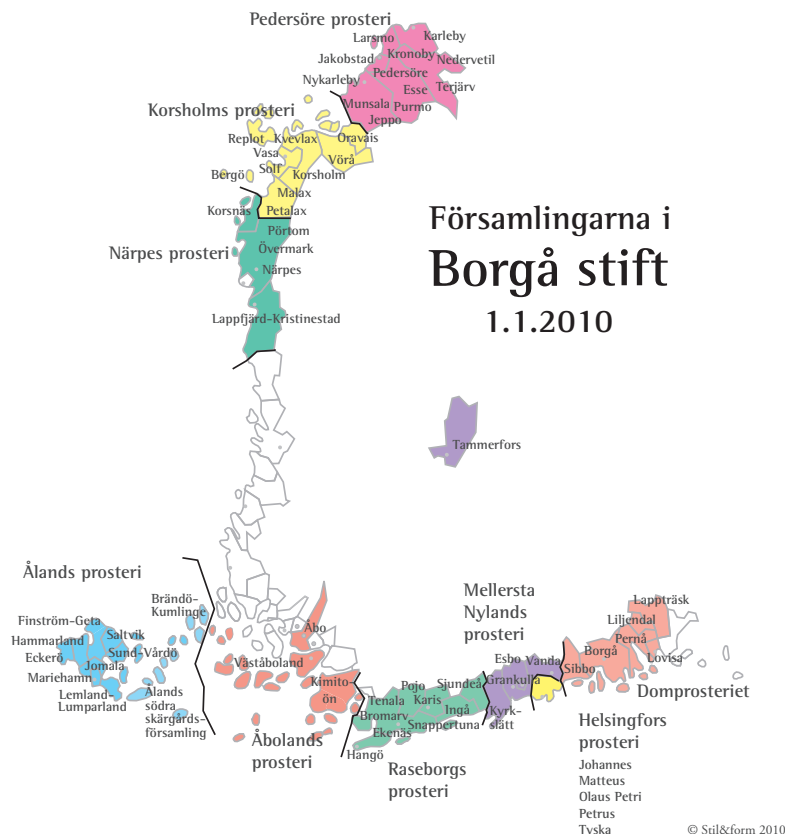 Pedersöre prosteri
Larsmo
Karleby
Jakobstad
Kronoby
Nedervetil
Nykarleby
Pedersöre
Esse
Terjärv
Munsala
Purmo
Jeppo
Korsholms prosteri
Replot
Kvevlax
Oravais
Vasa
Vörå
Solf
Bergö
Korsholm
Malax
Korsnäs
Petalax
Pörtom
Närpes prosteri
Övermark
Närpes
Lappfjärd-Kristinestad
Församlingarna i
Borgå stift
1.1.2010
Tammerfors
Ålands prosteri
Brändö-
Kumlinge
Finström-Geta
Saltvik
Hammarland
Sund-Vårdö
Eckerö
Jomala
Mariehamn
Lemland-
Lumparland
Ålands
södra
skärgårds-
församling
Åbo
Väståboland
Kimito-
ön
Åbolands
prosteri
Mellersta
Nylands
prosteri
Esbo
Vanda
Grankulla
Kyrk-
slätt
Sjundeå
Pojo
Tenala
Karis
Bromarv
Ingå
Snappertuna
Ekenäs
Hangö
Raseborgs
prosteri
Lappträsk
Liljendal
Pernå
Borgå
Lovisa
Sibbo
Domprosteriet
Helsingfors
prosteri
Johannes
Matteus
Olaus Petri
Petrus
Tyska
© Stil&form 2010